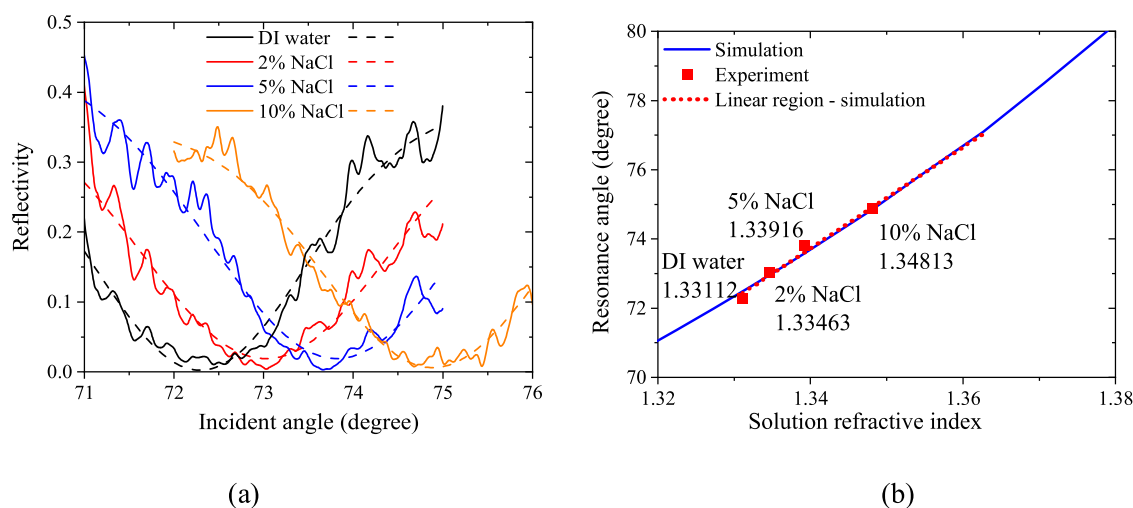 0.5
0.4
0.3
0.2
0.1
0.0
Reflectivity
DI water
2% NaCl
5% NaCl
10% NaCl
71
72
73
74
75
76
Incident angle (degree)
(a)
80
78
76
74
72
70
Resonance angle (degree)
Simulation
Experiment
Linear region - simulation
5% NaCl
1.33916
DI water
1.33112
10% NaCl
1.34813
2% NaCl
1.33463
1.32
1.34
1.36
1.38
Solution refractive index
(b)